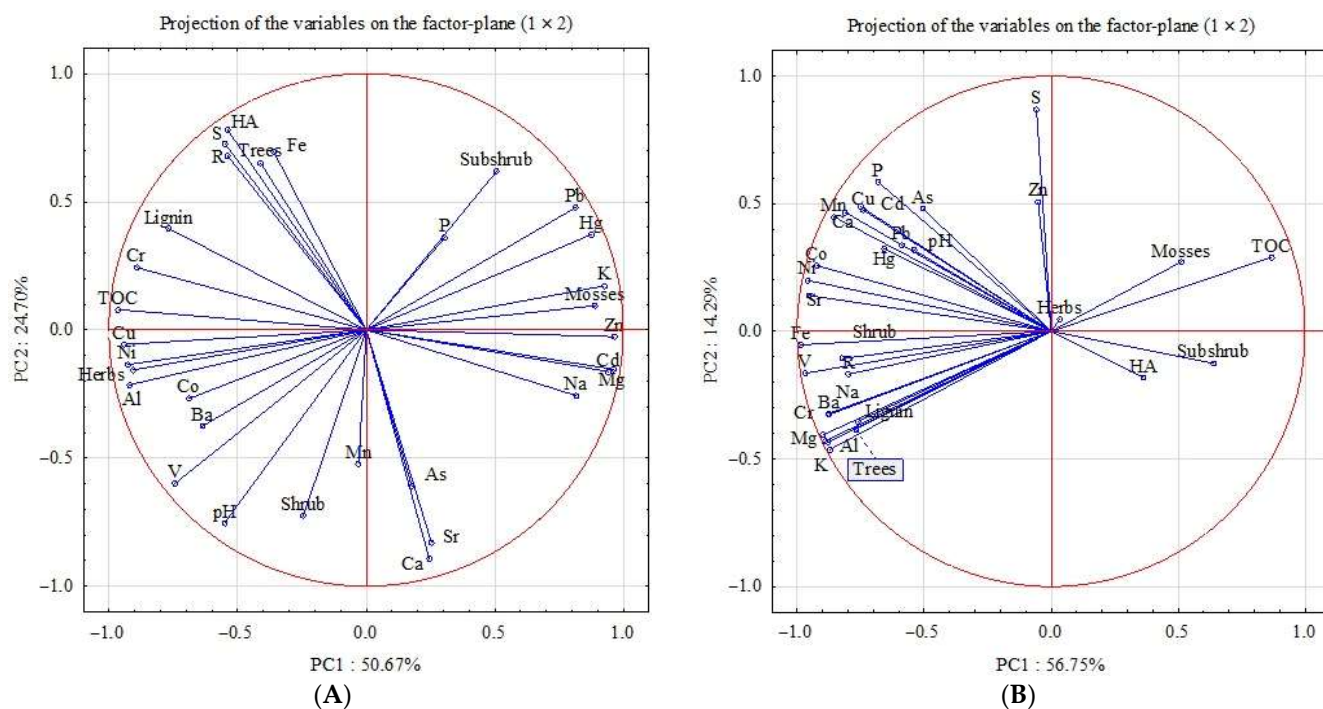 Projection of the variables on the factor-plane (1 × 2)
1.0
0.5
0.0
−0.5
−1.0
PC2 : 24.70%
HA
S
R
Trees
Fe
Subshrub
Lignin
P
Pb
Hg
Cr
K
TOC
Mosses
Cu
Zn
Ni
Herbs
Cd
Mg
Al
Co
Na
Ba
Mn
As
V
pH
Shrub
Sr
Ca
−1.0 −0.5 0.0 0.5 1.0
PC1 : 50.67%
(A)
Projection of the variables on the factor-plane (1 × 2)
1.0
0.5
0.0
−0.5
−1.0
PC2 : 14.29%
S
P
Zn
Mn Cu Cd As
Ca
Pb pH
Hg
Mosses TOC
Co
Ni
Sr
Herbs
Fe Shrub
V R
Subshrub
HA
Na
Ba
Cr Lignin
Mg Al
K Trees
−1.0 −0.5 0.0 0.5 1.0
PC1 : 56.75%
(B)